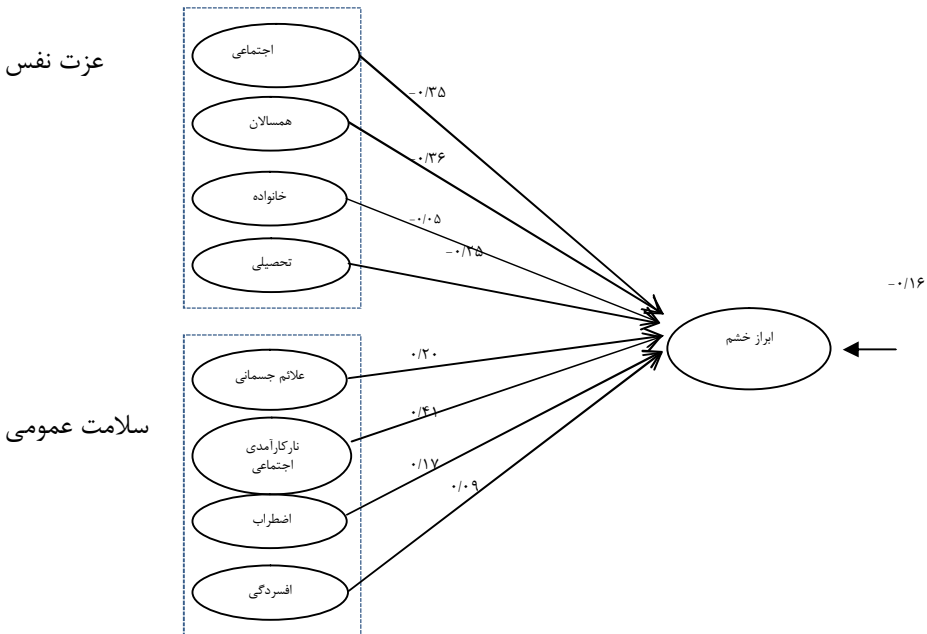 عزت نفس
اجتماعی
همسالان
خانواده
تحصیلی
-۰/۳۵
-۰/۳۶
-۰/۰۵
-۰/۲۵
-۰/۱۶
ابراز خشم
سلامت عمومی
علائم جسمانی
نارکارآمدی
اجتماعی
اضطراب
افسردگی
۰/۲۰
۰/۴۱
۰/۱۷
۰/۰۹